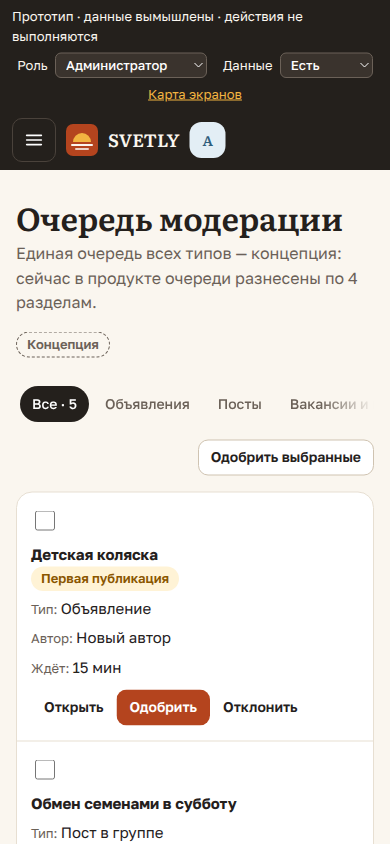 Прототип · данные вымышлены · действия не
выполняются
Роль Администратор Данные Есть
Карта экранов
SVETLY А
Очередь модерации
Единая очередь всех типов — концепция:
сейчас в продукте очереди разнесены по 4
разделам.
Концепция
Все · 5 Объявления Посты Вакансии и
Одобрить выбранные
Детская коляска
Первая публикация
Тип: Объявление
Автор: Новый автор
Ждёт: 15 мин
Открыть Одобрить Отклонить
Обмен семенами в субботу
Тип: Пост в группе